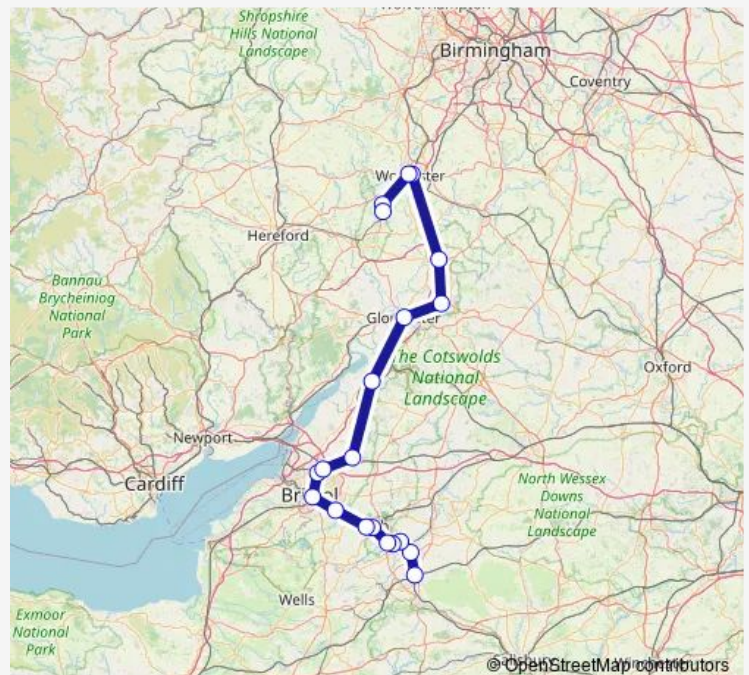 Shropshire
Hills National
Landscape
Birmingham
Coventry
Hereford
Bannau
Brycheiniog
National
Park
The Cotswolds
National
Landscape
Oxford
Newport
Cardiff
North Wessex
Downs
National
Landscape
Wells
Exmoor
National
Park
© OpenStreetMap contributors